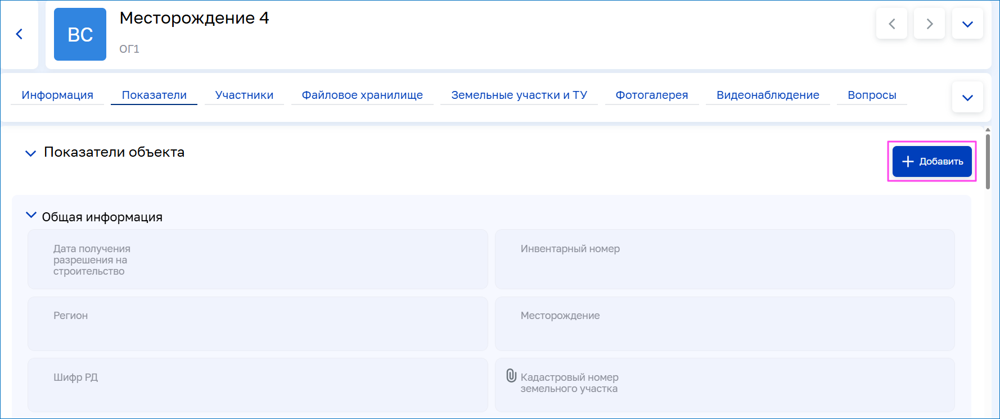 ВС
Месторождение 4
ОГ1
Информация
Показатели
Участники
Файловое хранилище
Земельные участки и ТУ
Фотогалерея
Видеонаблюдение
Вопросы
Показатели объекта
Добавить
Общая информация
Дата получения
разрешения на
строительство
Инвентарный номер
Регион
Месторождение
Шифр РД
Кадастровый номер
земельного участка